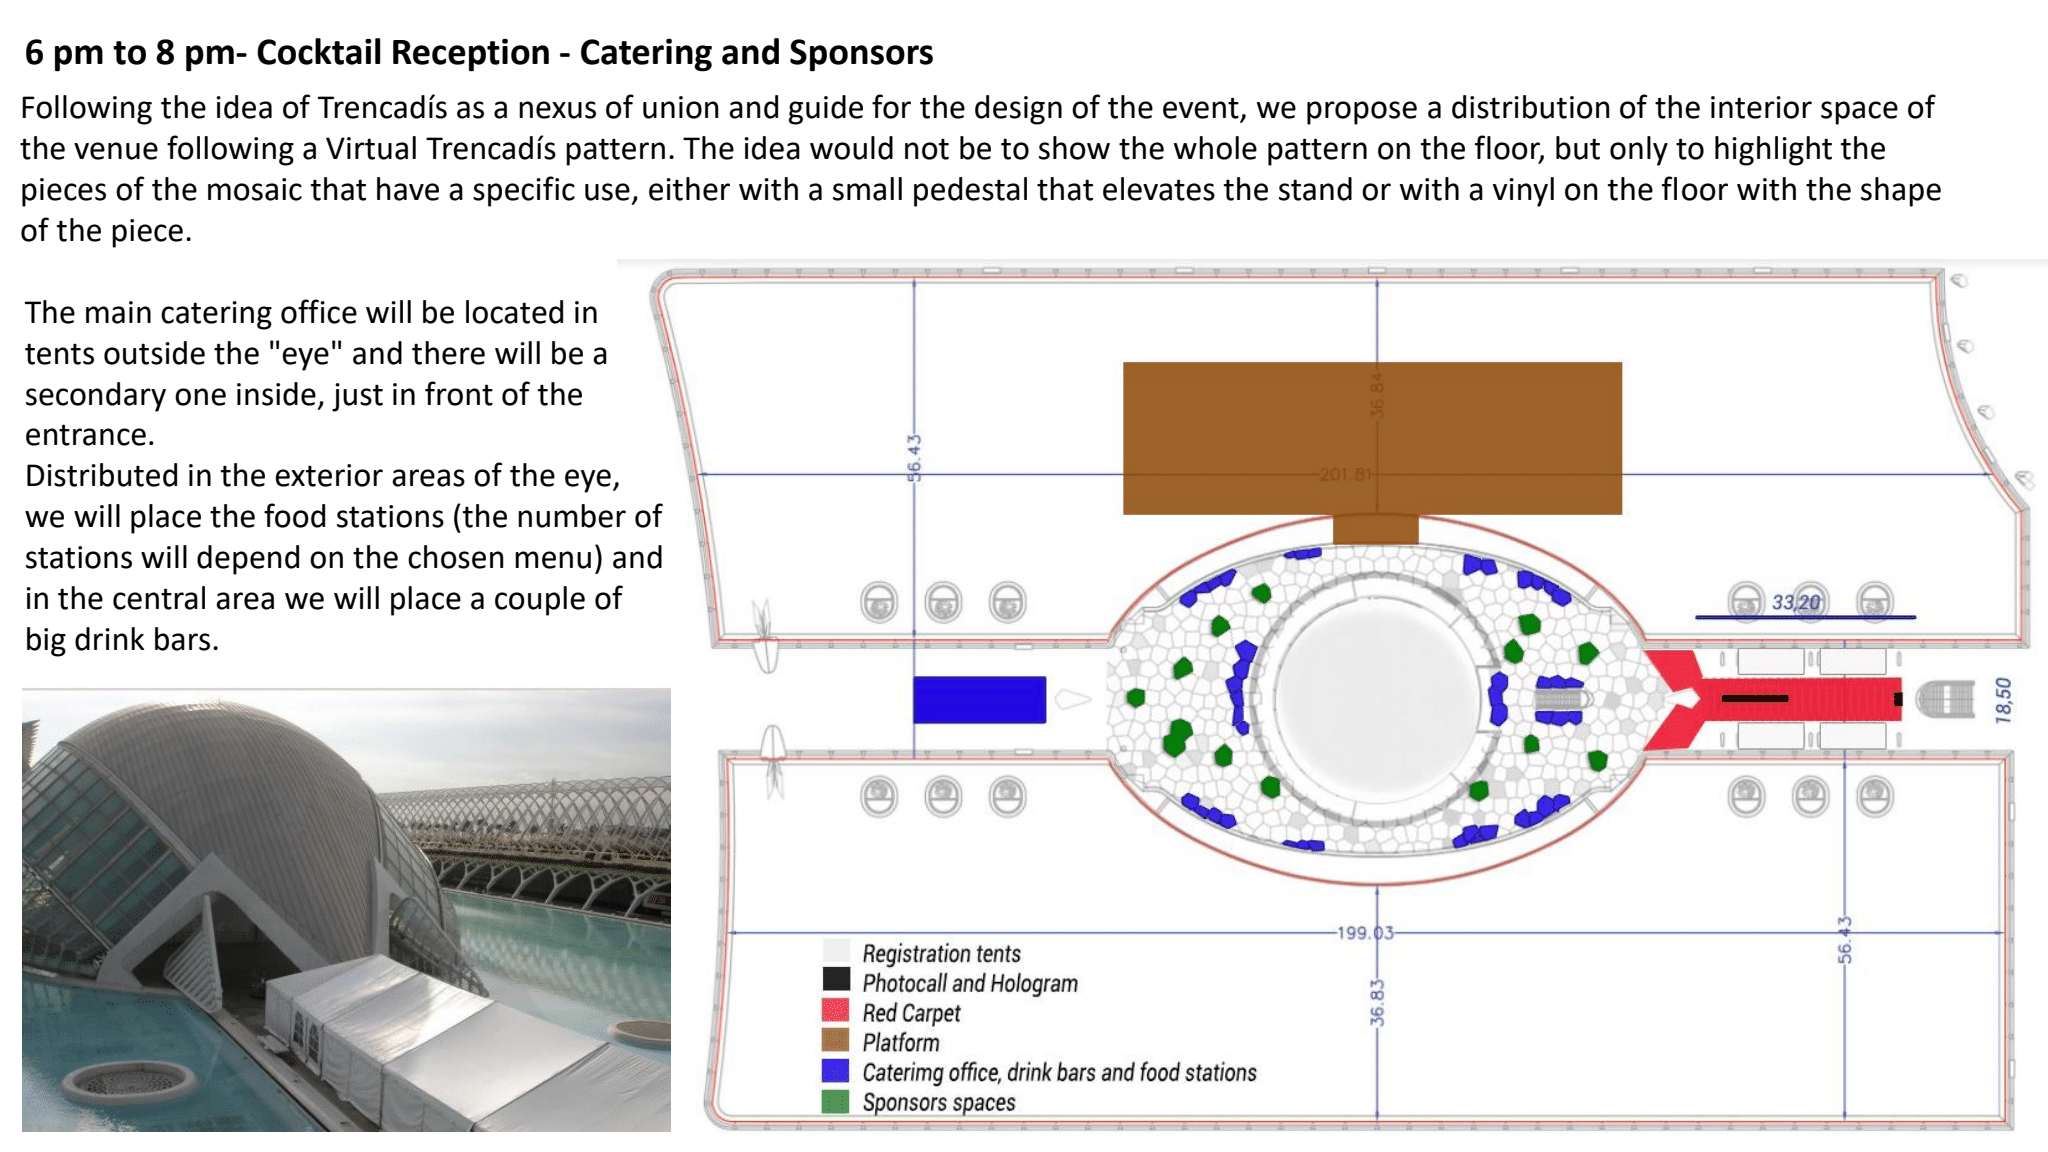 6 pm to 8 pm- Cocktail Reception - Catering and Sponsors
Following the idea of Trencadís as a nexus of union and guide for the design of the event, we propose a distribution of the interior space of
the venue following a Virtual Trencadís pattern. The idea would not be to show the whole pattern on the floor, but only to highlight the
pieces of the mosaic that have a specific use, either with a small pedestal that elevates the stand or with a vinyl on the floor with the shape
of the piece.
The main catering office will be located in
tents outside the "eye" and there will be a
secondary one inside, just in front of the
entrance.
Distributed in the exterior areas of the eye,
we will place the food stations (the number of
stations will depend on the chosen menu) and
in the central area we will place a couple of
big drink bars.
36.84
56.43
201.81
33,20
18,50
199.03
56.43
36.83
Registration tents
Photocall and Hologram
Red Carpet
Platform
Caterimg office, drink bars and food stations
Sponsors spaces